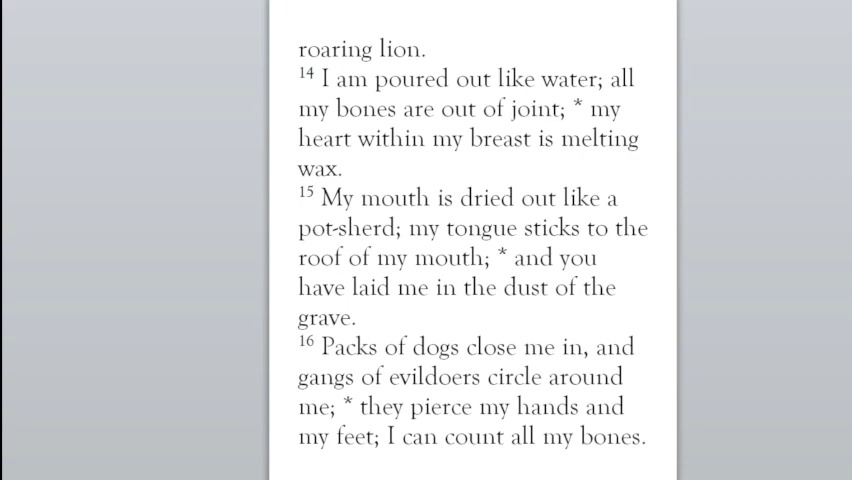 roaring lion.
14 I am poured out like water; all
my bones are out of joint; * my
heart within my breast is melting
wax.
15 My mouth is dried out like a
pot-sherd; my tongue sticks to the
roof of my mouth; * and you
have laid me in the dust of the
grave.
16 Packs of dogs close me in, and
gangs of evildoers circle around
me; * they pierce my hands and
my feet; I can count all my bones.